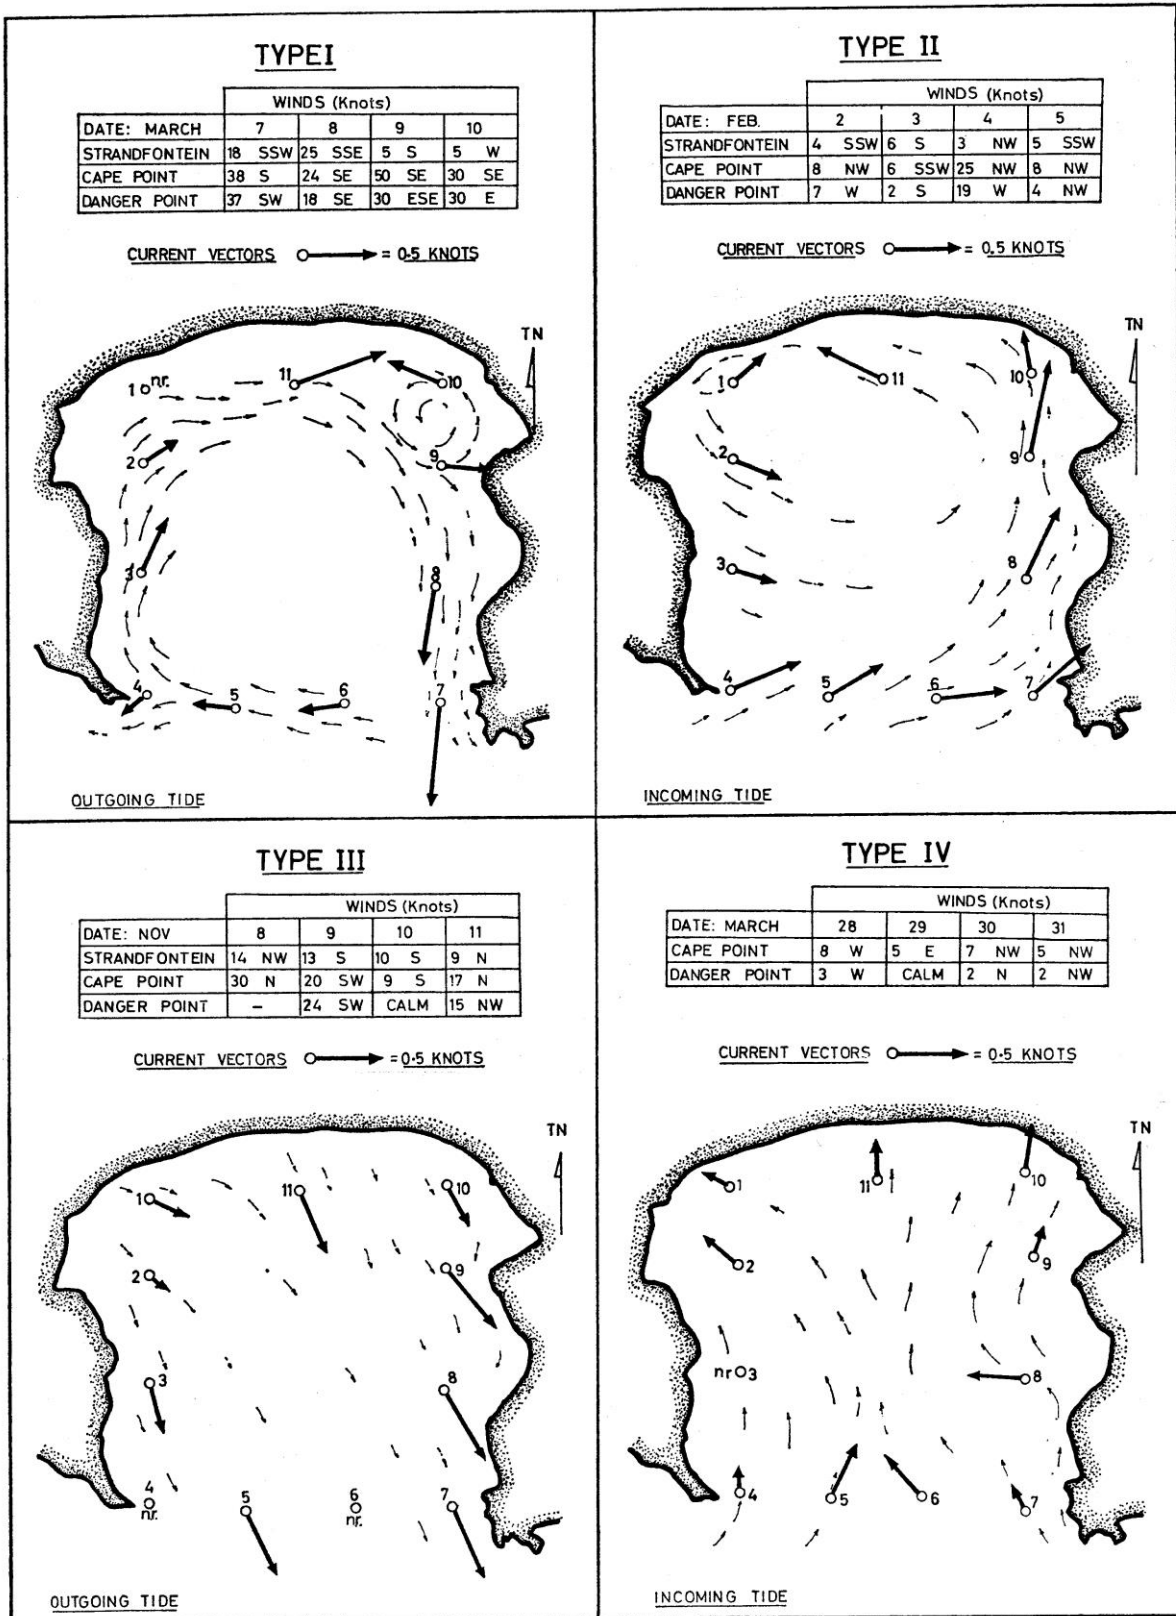 TYPE I
WINDS (Knots)
DATE: MARCH 7 8 9 10
STRANDFONTEIN 18 SSW 25 SSE 5 S 5 W
CAPE POINT 38 S 24 SE 50 SE 30 SE
DANGER POINT 37 SW 18 SE 30 ESE 30 E
CURRENT VECTORS = 0.5 KNOTS
TN
1 nr.
11
10
2
9
3
8
4
5
6
7
OUTGOING TIDE
TYPE II
WINDS (Knots)
DATE: FEB. 2 3 4 5
STRANDFONTEIN 4 SSW 6 S 3 NW 5 SSW
CAPE POINT 8 NW 6 SSW 25 NW 8 NW
DANGER POINT 7 W 2 S 19 W 4 NW
CURRENT VECTORS = 0.5 KNOTS
TN
1
11
10
2
9
3
8
4
5
6
7
INCOMING TIDE
TYPE III
WINDS (Knots)
DATE: NOV 8 9 10 11
STRANDFONTEIN 14 NW 13 S 10 S 9 N
CAPE POINT 30 N 20 SW 9 S 17 N
DANGER POINT – 24 SW CALM 15 NW
CURRENT VECTORS = 0.5 KNOTS
TN
1
11
10
2
9
3
8
4
nr.
5
6
nr.
7
OUTGOING TIDE
TYPE IV
WINDS (Knots)
DATE: MARCH 28 29 30 31
CAPE POINT 8 W 5 E 7 NW 5 NW
DANGER POINT 3 W CALM 2 N 2 NW
CURRENT VECTORS = 0.5 KNOTS
TN
1
11
10
2
9
nr 3
8
4
5
6
7
INCOMING TIDE